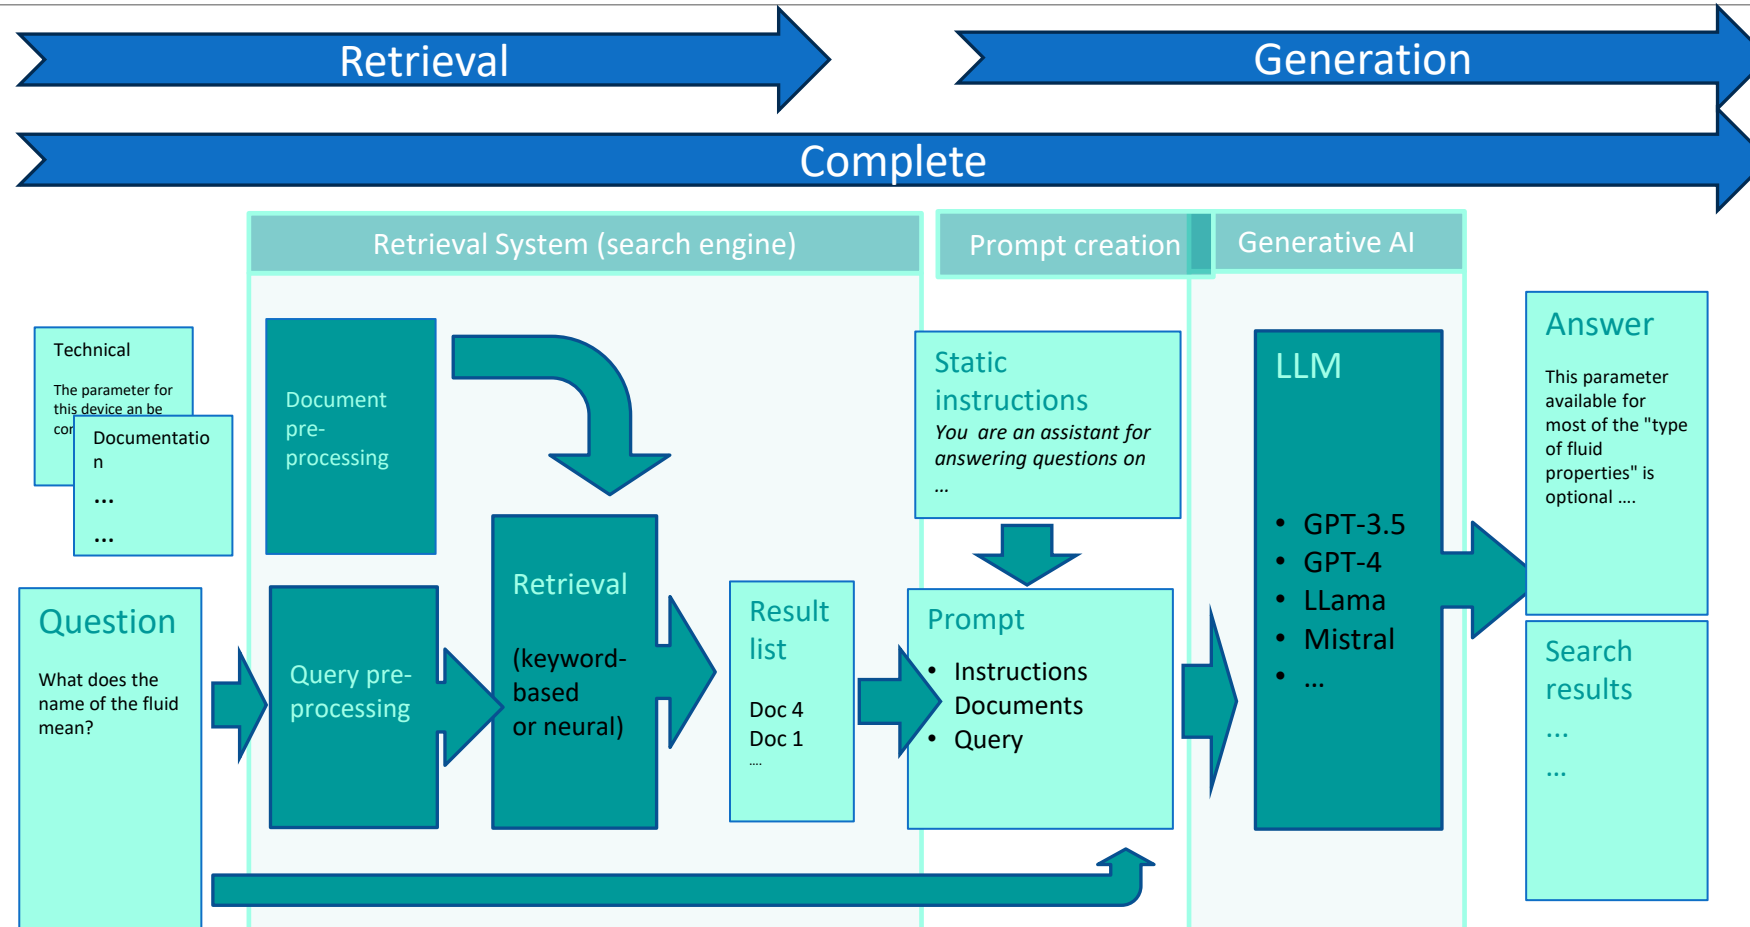 Retrieval
Generation
Complete
Retrieval System (search engine)
Prompt creation
Generative AI
Technical
The parameter for
this device an be
Documentatio
n
...
...
Question
What does the
name of the fluid
mean?
Document
pre-
processing
Query pre-
processing
Retrieval
(keyword-
based
or neural)
Result
list
Doc 4
Doc 1
....
Static
instructions
You  are an assistant for
answering questions on
...
Prompt
• Instructions
Documents
• Query
LLM
• GPT-3.5
• GPT-4
• LLama
• Mistral
• ...
Answer
This parameter
available for
most of the "type
of fluid
properties" is
optional ....
Search
results
...
...